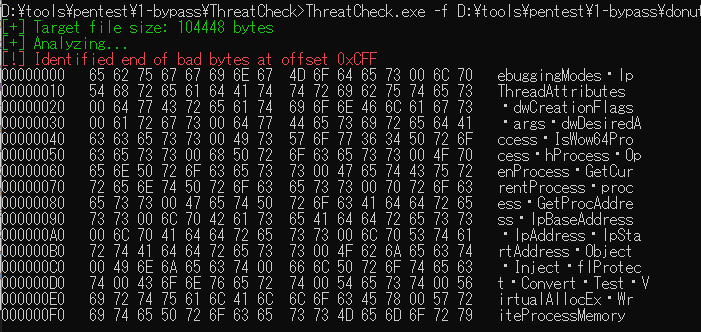 D:¥tools¥pentest¥1-bypass¥ThreatCheck>ThreatCheck.exe -f D:¥tools¥pentest¥1-bypass¥donut
[+] Target file size: 104448 bytes
[+] Analyzing...
[!] Identified end of bad bytes at offset 0xCFF
00000000 65 62 75 67 67 69 6E 67 4D 6F 64 65 73 00 6C 70 ebuggingModes·lp
00000010 54 68 72 65 61 64 41 74 74 72 69 62 75 74 65 73 ThreadAttributes
00000020 00 64 77 43 72 65 61 74 69 6F 6E 46 6C 61 67 73 ·dwCreationFlags
00000030 00 61 72 67 73 00 64 77 44 65 73 69 72 65 64 41 ·args·dwDesiredA
00000040 63 63 65 73 73 00 49 73 57 6F 77 36 34 50 72 6F ccess·IsWow64Pro
00000050 63 65 73 73 00 68 50 72 6F 63 65 73 73 00 4F 70 cess·hProcess·Op
00000060 65 6E 50 72 6F 63 65 73 73 00 47 65 74 43 75 72 enProcess·GetCur
00000070 72 65 6E 74 50 72 6F 63 65 73 73 00 70 72 6F 63 rentProcess·proc
00000080 65 73 73 00 47 65 74 50 72 6F 63 41 64 64 72 65 ess·GetProcAddre
00000090 73 73 00 6C 70 42 61 73 65 41 64 64 72 65 73 73 ss·lpBaseAddress
000000A0 00 6C 70 41 64 64 72 65 73 73 00 6C 70 53 74 61 ·lpAddress·lpSta
000000B0 72 74 41 64 64 72 65 73 73 00 4F 62 6A 65 63 74 rtAddress·Object
000000C0 00 49 6E 6A 65 63 74 00 66 6C 50 72 6F 74 65 63 ·Inject·flProtec
000000D0 74 00 43 6F 6E 76 65 72 74 00 54 65 73 74 00 56 t·Convert·Test·V
000000E0 69 72 74 75 61 6C 41 6C 6C 6F 63 45 78 00 57 72 irtualAllocEx·Wr
000000F0 69 74 65 50 72 6F 63 65 73 73 4D 65 6D 6F 72 79 iteProcessMemory